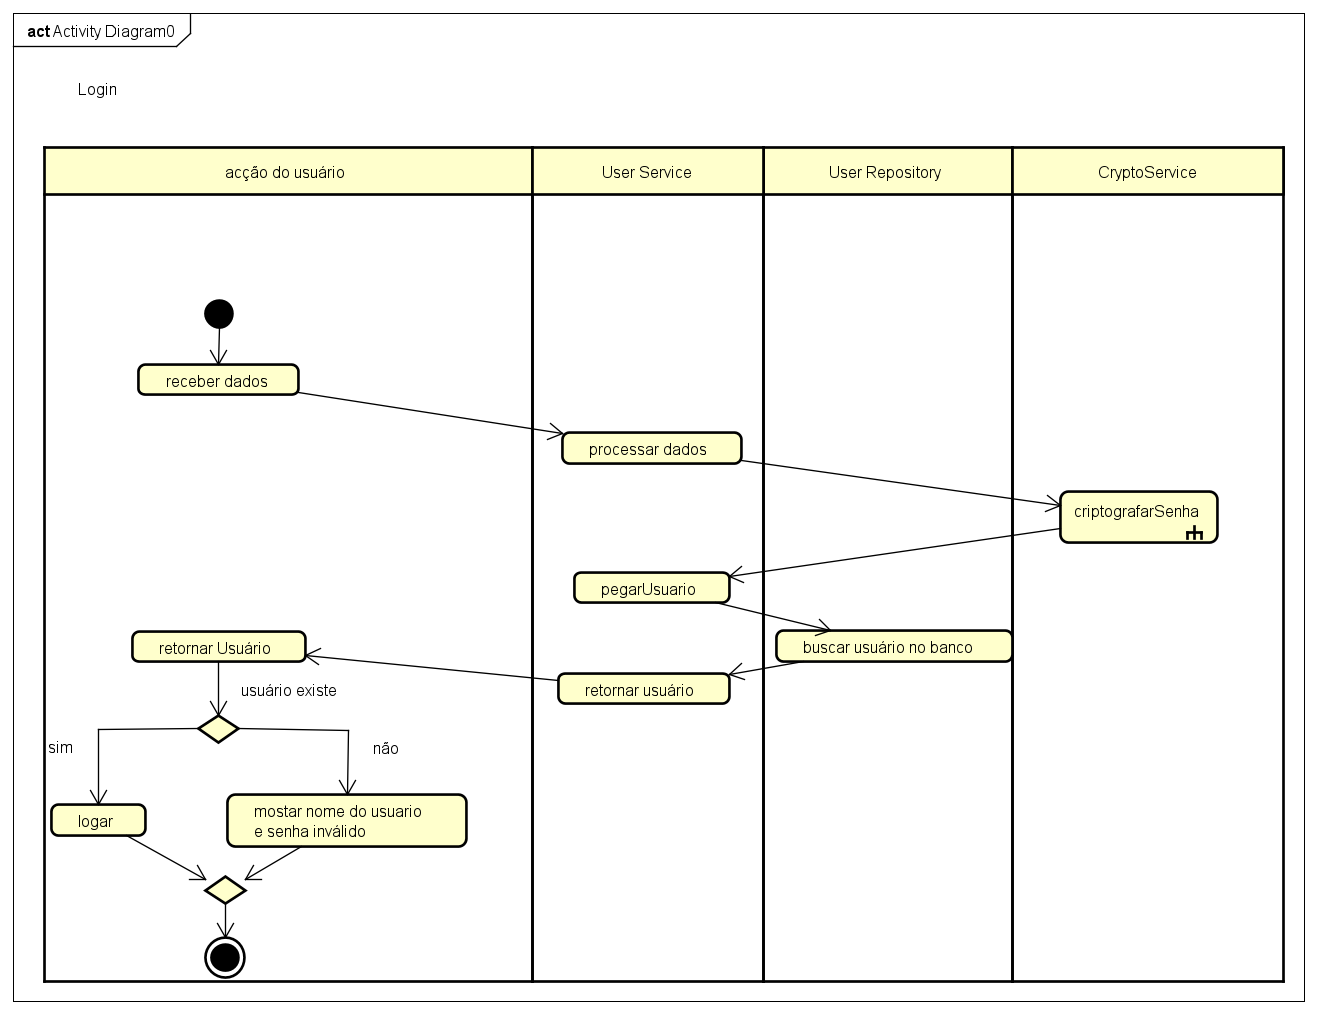 act Activity Diagram0
Login
acção do usuário
User Service
User Repository
CryptoService
receber dados
processar dados
criptografarSenha
pegarUsuario
retornar Usuário
buscar usuário no banco
retornar usuário
usuário existe
sim
não
logar
mostar nome do usuario
e senha inválido